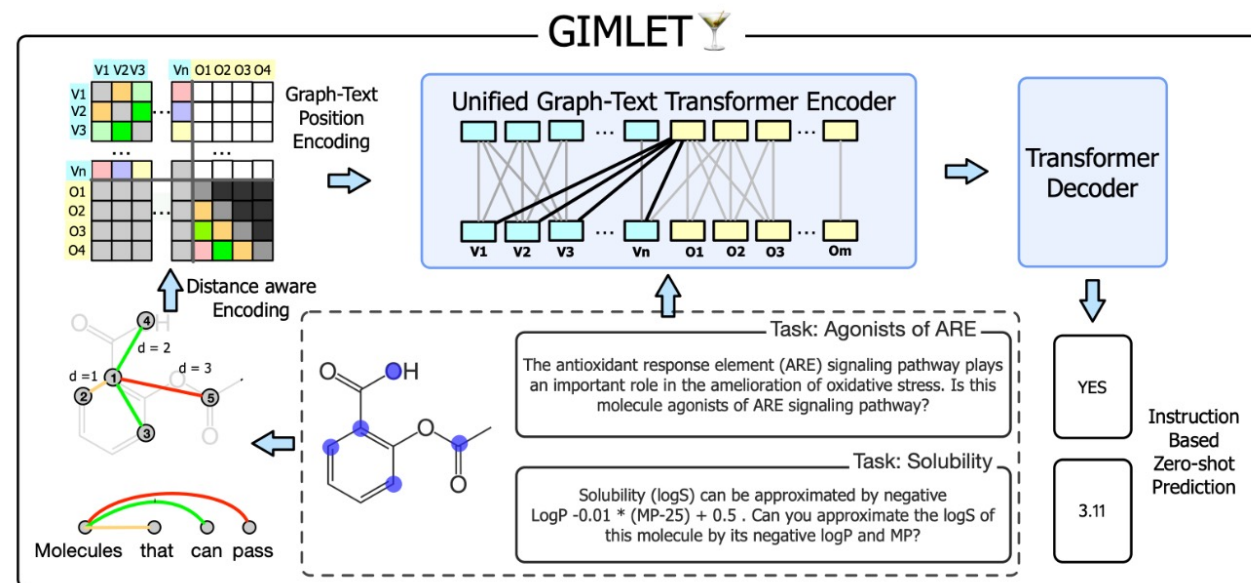 GIMLET
V1 V2 V3 Vn O1 O2 O3 O4
V1
V2
V3
...
...
Vn
O1
O2
O3
O4
...
Graph-Text
Position
Encoding
Unified Graph-Text Transformer Encoder
... ...
... ...
V1 V2 V3 Vn O1 O2 O3 Om
Transformer
Decoder
Distance aware
Encoding
4 H
O
d = 2
d =1 1 d = 3 O
2 5
3
O
OH
O
O
O
Molecules that can pass
Task: Agonists of ARE
The antioxidant response element (ARE) signaling pathway plays
an important role in the amelioration of oxidative stress. Is this
molecule agonists of ARE signaling pathway?
Task: Solubility
Solubility (logS) can be approximated by negative
LogP -0.01 * (MP-25) + 0.5 . Can you approximate the logS of
this molecule by its negative logP and MP?
YES
3.11
Instruction
Based
Zero-shot
Prediction